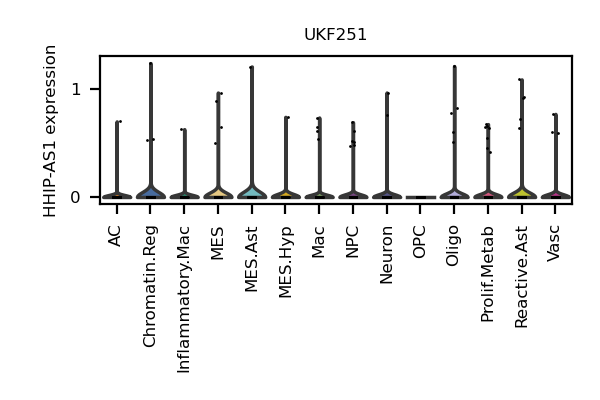 UKF251
HHIP-AS1 expression
1
0
AC
Chromatin.Reg
Inflammatory.Mac
MES
MES.Ast
MES.Hyp
Mac
NPC
Neuron
OPC
Oligo
Prolif.Metab
Reactive.Ast
Vasc